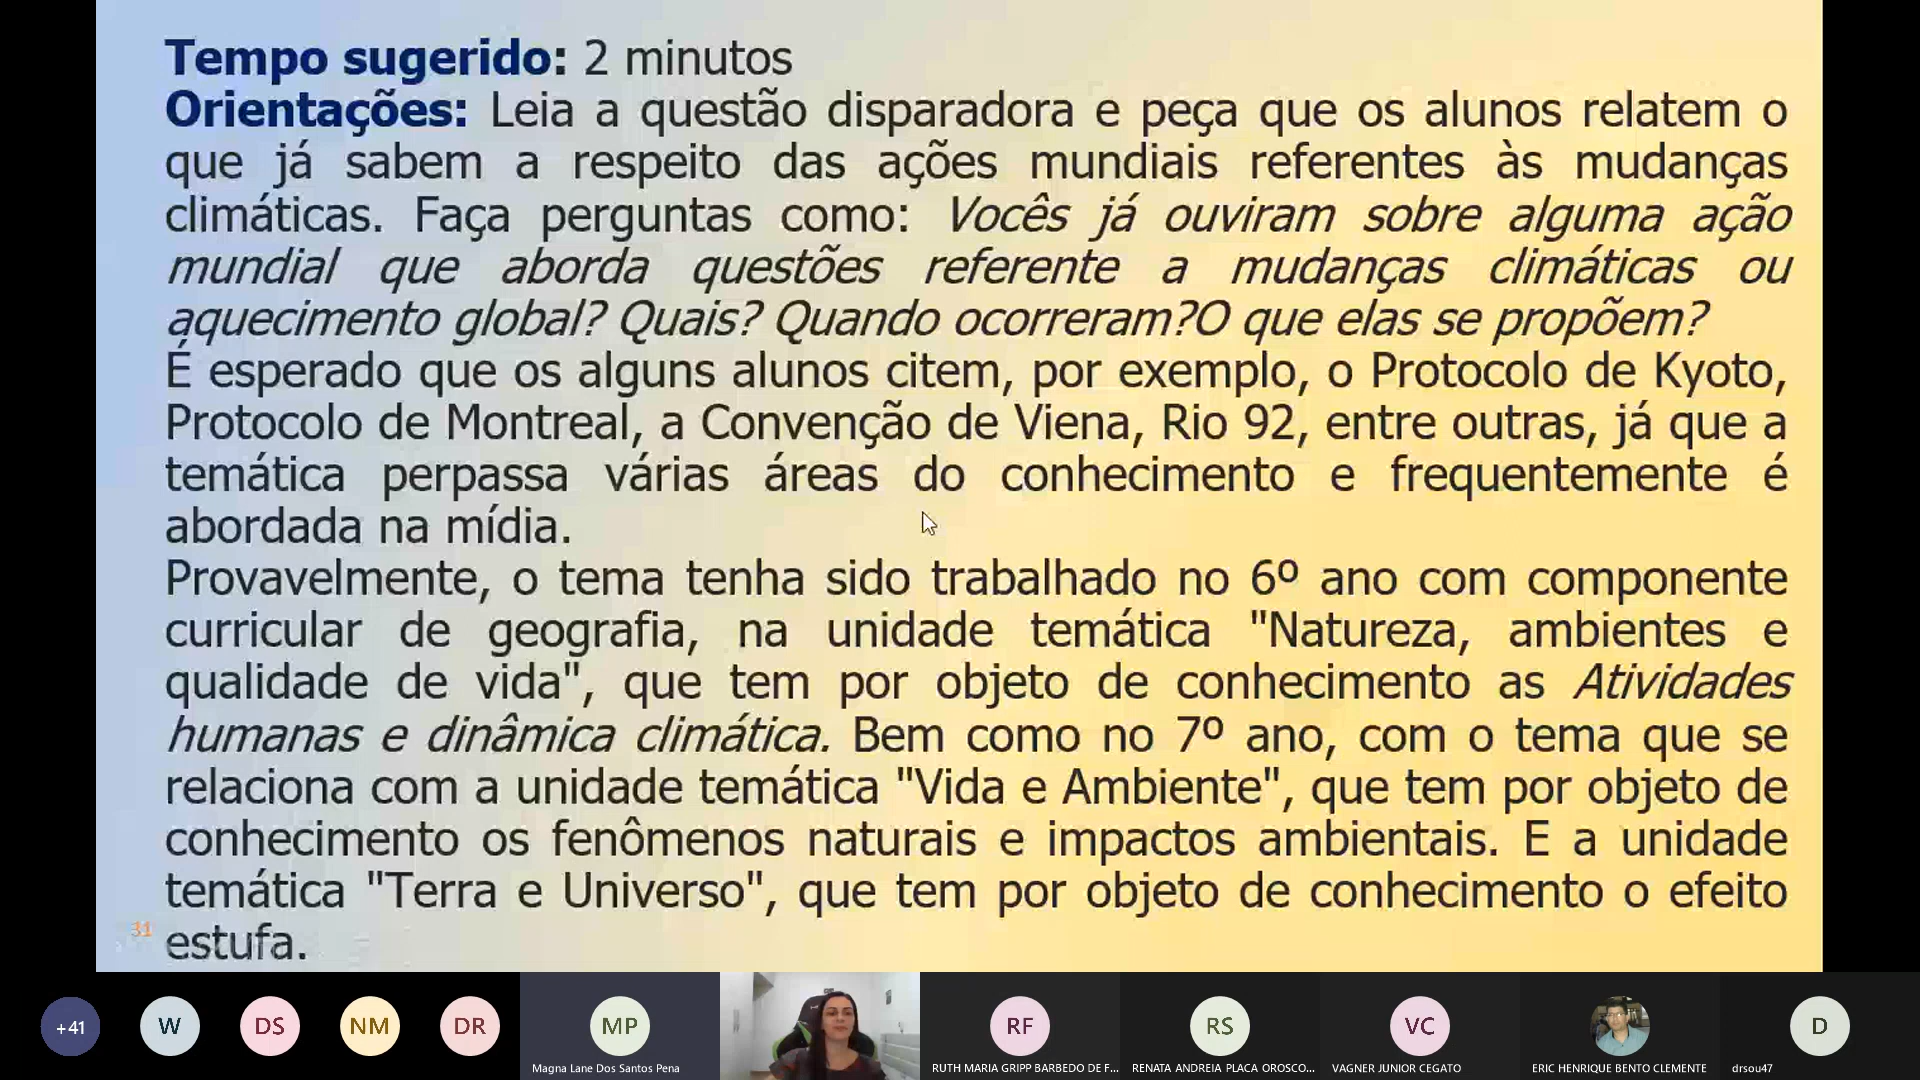 Tempo sugerido: 2 minutos
Orientações: Leia a questão disparadora e peça que os alunos relatem o
que já sabem a respeito das ações mundiais referentes às mudanças
climáticas. Faça perguntas como: Vocês já ouviram sobre alguma ação
mundial que aborda questões referente a mudanças climáticas ou
aquecimento global? Quais? Quando ocorreram?O que elas se propõem?
É esperado que os alguns alunos citem, por exemplo, o Protocolo de Kyoto,
Protocolo de Montreal, a Convenção de Viena, Rio 92, entre outras, já que a
temática perpassa várias áreas do conhecimento e frequentemente é
abordada na mídia.
Provavelmente, o tema tenha sido trabalhado no 6º ano com componente
curricular de geografia, na unidade temática "Natureza, ambientes e
qualidade de vida", que tem por objeto de conhecimento as Atividades
humanas e dinâmica climática. Bem como no 7º ano, com o tema que se
relaciona com a unidade temática "Vida e Ambiente", que tem por objeto de
conhecimento os fenômenos naturais e impactos ambientais. E a unidade
temática "Terra e Universo", que tem por objeto de conhecimento o efeito
estufa.
31
+41 W DS NM DR MP RF RS VC D
Magna Lane Dos Santos Pena RUTH MARIA GRIPP BARBEDO DE F... RENATA ANDREIA PLACA OROSCO... VAGNER JUNIOR CEGATO ERIC HENRIQUE BENTO CLEMENTE drsou47